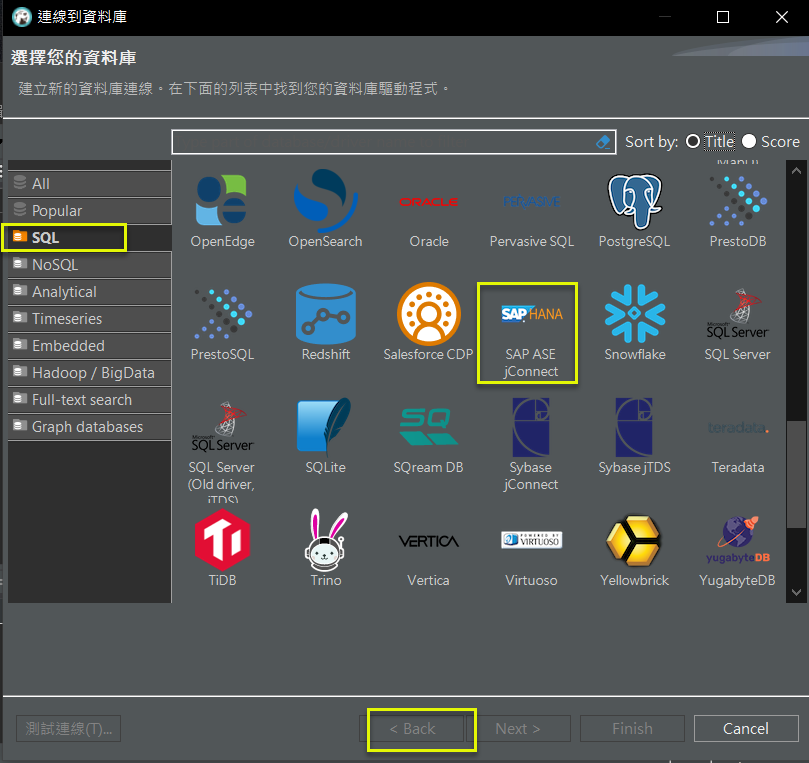 連線到資料庫
選擇您的資料庫
建立新的資料庫連線。在下面的列表中找到您的資料庫驅動程式。
Sort by: Title Score
All
Popular
SQL
NoSQL
Analytical
Timeseries
Embedded
Hadoop / BigData
Full-text search
Graph databases
ORACLE PERVASIVE
OpenEdge OpenSearch Oracle Pervasive SQL PostgreSQL PrestoDB
SAP HANA Microsoft SQL Server
PrestoSQL Redshift Salesforce CDP SAP ASE jConnect Snowflake SQL Server
Microsoft SQL Server SQ teradata.
SQL Server (Old driver, jTDS) SQLite SQream DB Sybase jConnect Sybase jTDS Teradata
VERTICA POWERED BY VIRTUOSO yugabyteDB
TiDB Trino Vertica Virtuoso Yellowbrick YugabyteDB
測試連線(T)...
< Back
Next >
Finish
Cancel